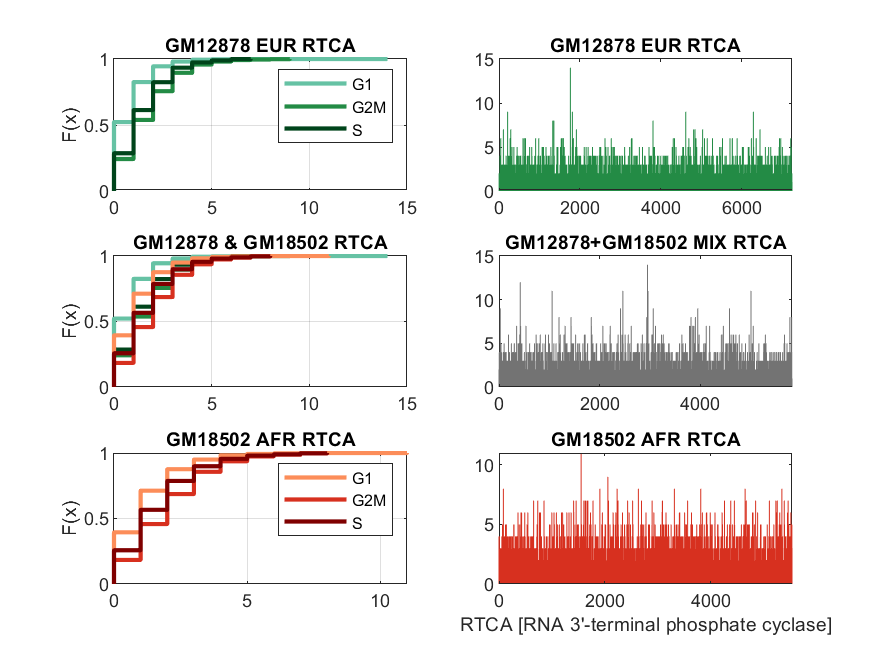 GM12878 EUR RTCA
F(x)
1
0.5
0
0 5 10 15
G1
G2M
S
GM12878 EUR RTCA
15
10
5
0
0 2000 4000 6000
GM12878 & GM18502 RTCA
F(x)
1
0.5
0
0 5 10 15
GM12878+GM18502 MIX RTCA
15
10
5
0
0 2000 4000
GM18502 AFR RTCA
F(x)
1
0.5
0
0 5 10
G1
G2M
S
GM18502 AFR RTCA
10
5
0
0 2000 4000
RTCA [RNA 3'-terminal phosphate cyclase]